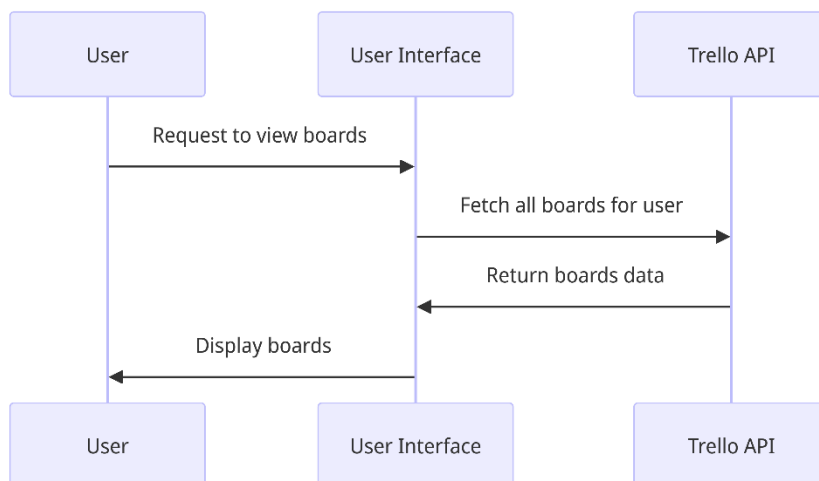 User
User Interface
Trello API
Request to view boards
Fetch all boards for user
Return boards data
Display boards
User
User Interface
Trello API